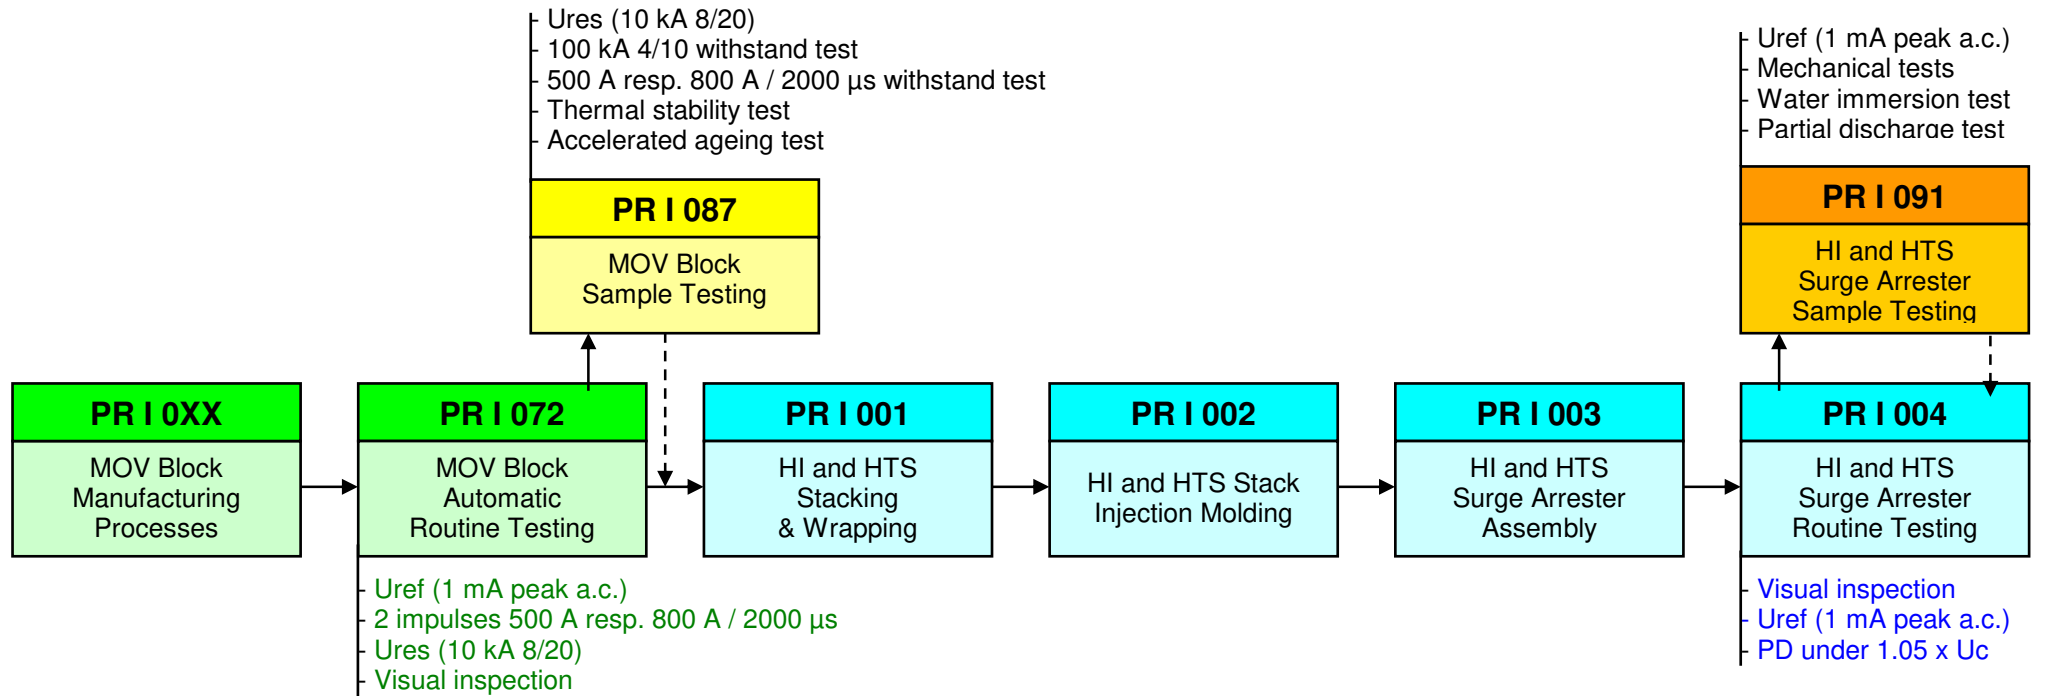 - Ures (10 kA 8/20)
- 100 kA 4/10 withstand test
- 500 A resp. 800 A / 2000 µs withstand test
- Thermal stability test
- Accelerated ageing test
- Uref (1 mA peak a.c.)
- Mechanical tests
- Water immersion test
- Partial discharge test
PR I 087
MOV Block
Sample Testing
PR I 091
HI and HTS
Surge Arrester
Sample Testing
PR I 0XX
MOV Block
Manufacturing
Processes
PR I 072
MOV Block
Automatic
Routine Testing
PR I 001
HI and HTS
Stacking
& Wrapping
PR I 002
HI and HTS Stack
Injection Molding
PR I 003
HI and HTS
Surge Arrester
Assembly
PR I 004
HI and HTS
Surge Arrester
Routine Testing
- Uref (1 mA peak a.c.)
- 2 impulses 500 A resp. 800 A / 2000 µs
- Ures (10 kA 8/20)
- Visual inspection
- Visual inspection
- Uref (1 mA peak a.c.)
- PD under 1.05 x Uc